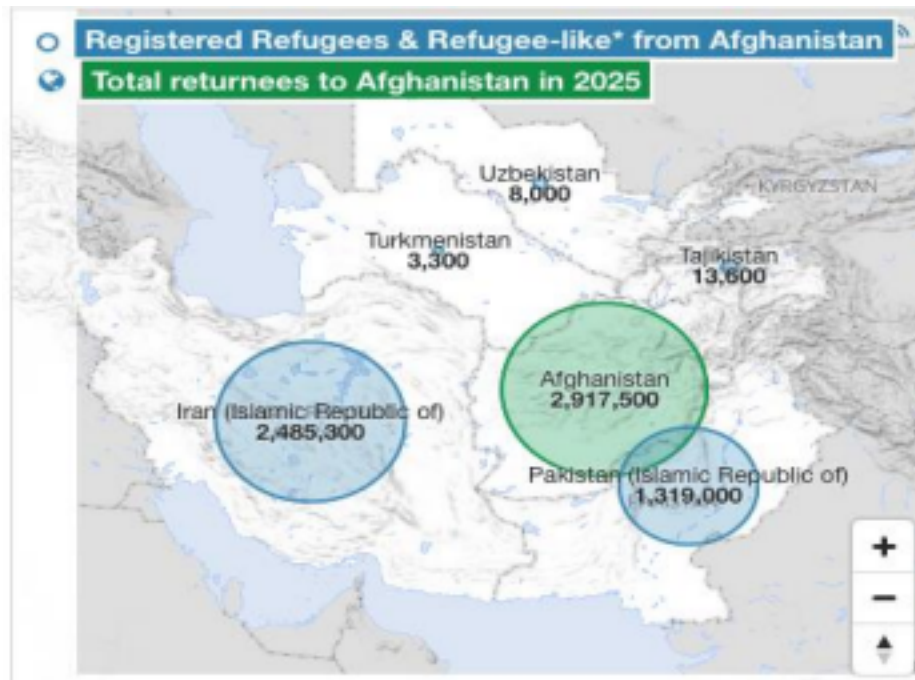 Registered Refugees & Refugee-like* from Afghanistan
Total returnees to Afghanistan in 2025
Uzbekistan
8,000
KYRGYZSTAN
Turkmenistan
3,300
Tajikistan
13,600
Afghanistan
2,917,500
Iran (Islamic Republic of)
2,485,300
Pakistan (Islamic Republic of)
1,319,000
+
−